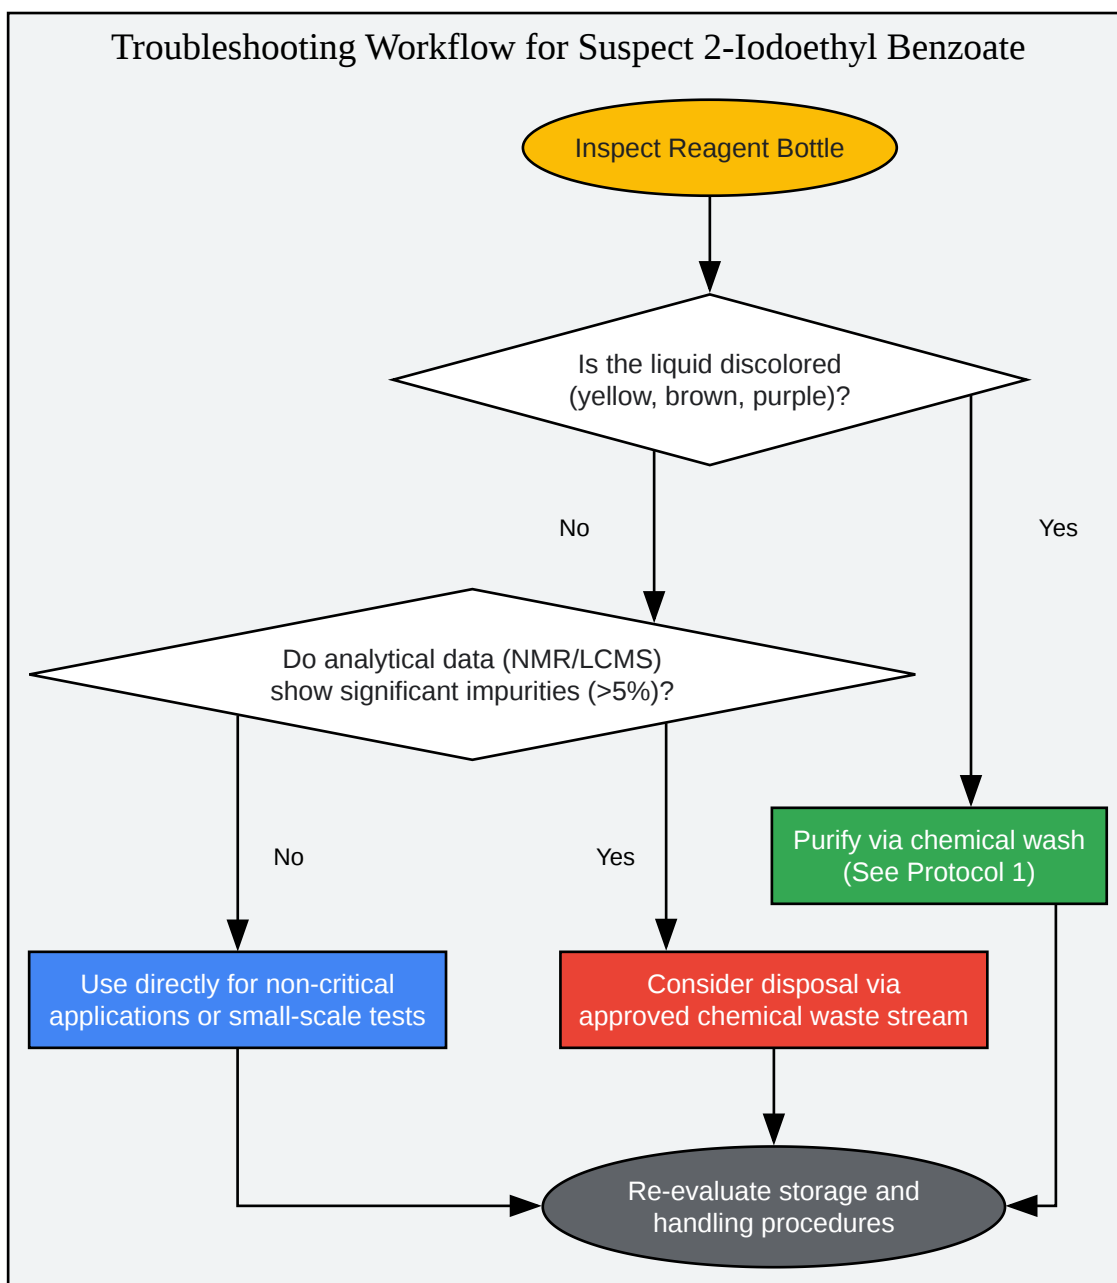 Troubleshooting Workflow for Suspect 2-Iodoethyl Benzoate
Inspect Reagent Bottle
Is the liquid discolored
(yellow, brown, purple)?
No
Yes
Do analytical data (NMR/LCMS)
show significant impurities (>5%)?
No
Yes
Purify via chemical wash
(See Protocol 1)
Use directly for non-critical
applications or small-scale tests
Consider disposal via
approved chemical waste stream
Re-evaluate storage and
handling procedures